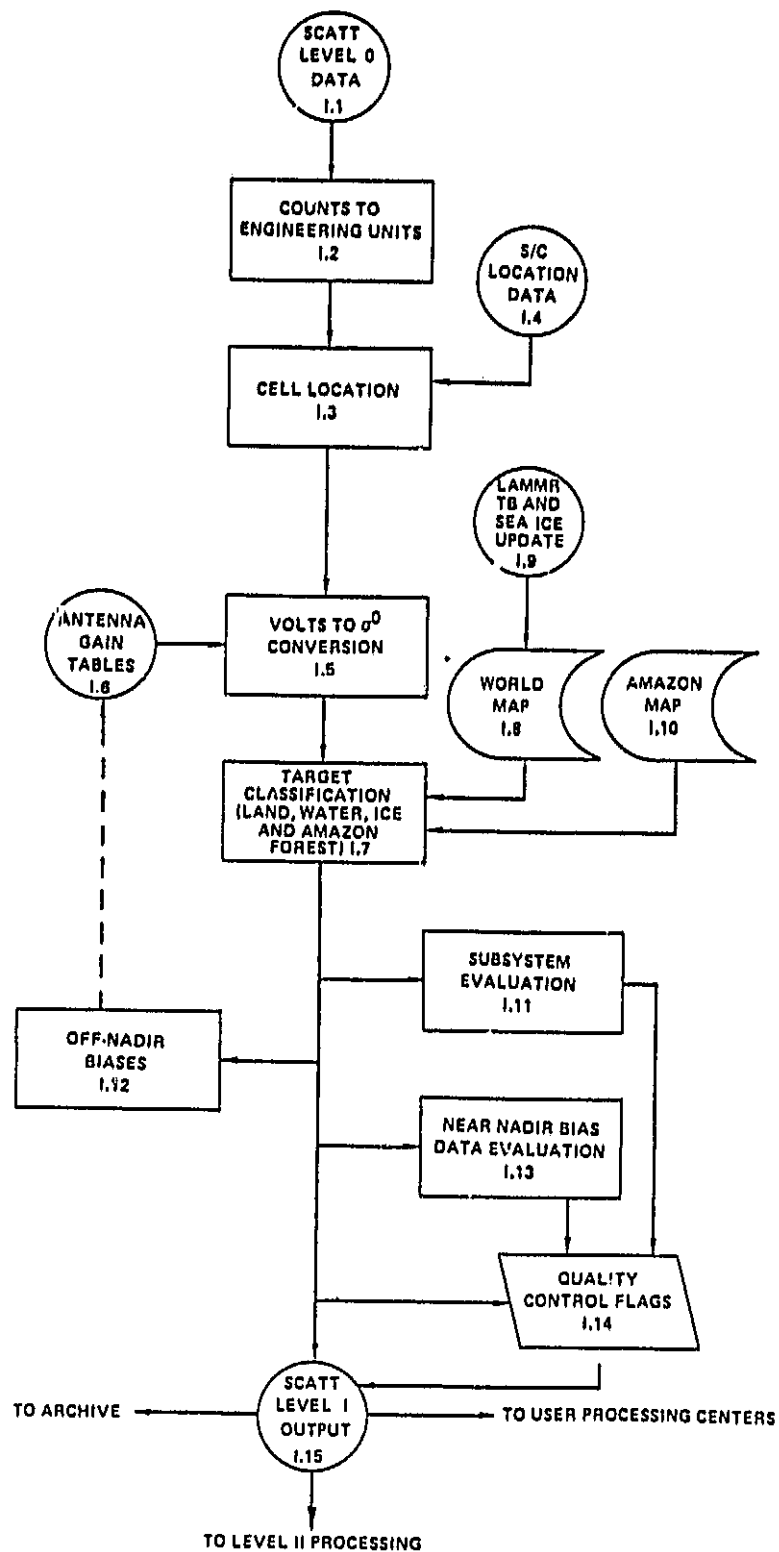 SCATT
LEVEL 0
DATA
I.1
COUNTS TO
ENGINEERING UNITS
I.2
S/C
LOCATION
DATA
I.4
CELL LOCATION
I.3
LAMMR
TB AND
SEA ICE
UPDATE
I.9
ANTENNA
GAIN
TABLES
I.6
VOLTS TO σ⁰
CONVERSION
I.5
WORLD
MAP
I.8
AMAZON
MAP
I.10
TARGET
CLASSIFICATION
(LAND, WATER, ICE
AND AMAZON
FOREST) I.7
SUBSYSTEM
EVALUATION
I.11
OFF-NADIR
BIASES
I.12
NEAR NADIR BIAS
DATA EVALUATION
I.13
QUALITY
CONTROL FLAGS
I.14
SCATT
LEVEL I
OUTPUT
I.15
TO ARCHIVE
TO USER PROCESSING CENTERS
TO LEVEL II PROCESSING